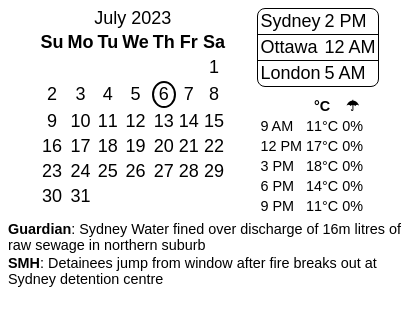 July 2023
Su Mo Tu We Th Fr Sa
1
2 3 4 5 6 7 8
9 10 11 12 13 14 15
16 17 18 19 20 21 22
23 24 25 26 27 28 29
30 31
Sydney 2 PM
Ottawa 12 AM
London 5 AM
°C ☂
9 AM 11°C 0%
12 PM 17°C 0%
3 PM 18°C 0%
6 PM 14°C 0%
9 PM 11°C 0%
Guardian: Sydney Water fined over discharge of 16m litres of
raw sewage in northern suburb
SMH: Detainees jump from window after fire breaks out at
Sydney detention centre